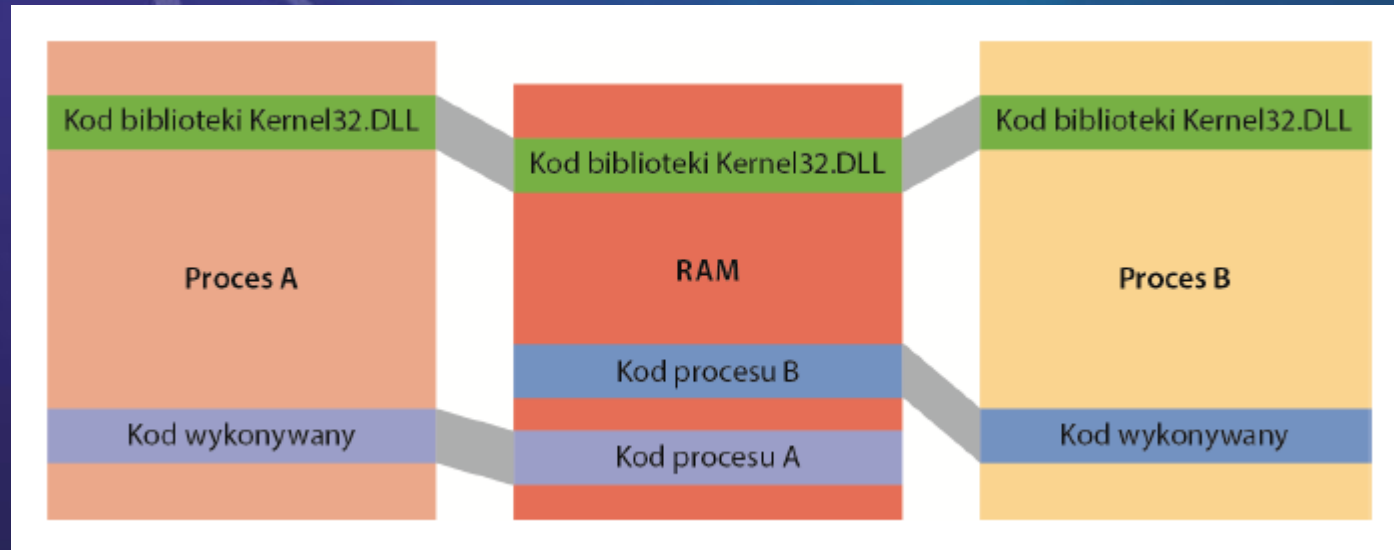 Kod biblioteki Kernel32.DLL
Proces A
Kod wykonywany
Kod biblioteki Kernel32.DLL
RAM
Kod procesu B
Kod procesu A
Kod biblioteki Kernel32.DLL
Proces B
Kod wykonywany